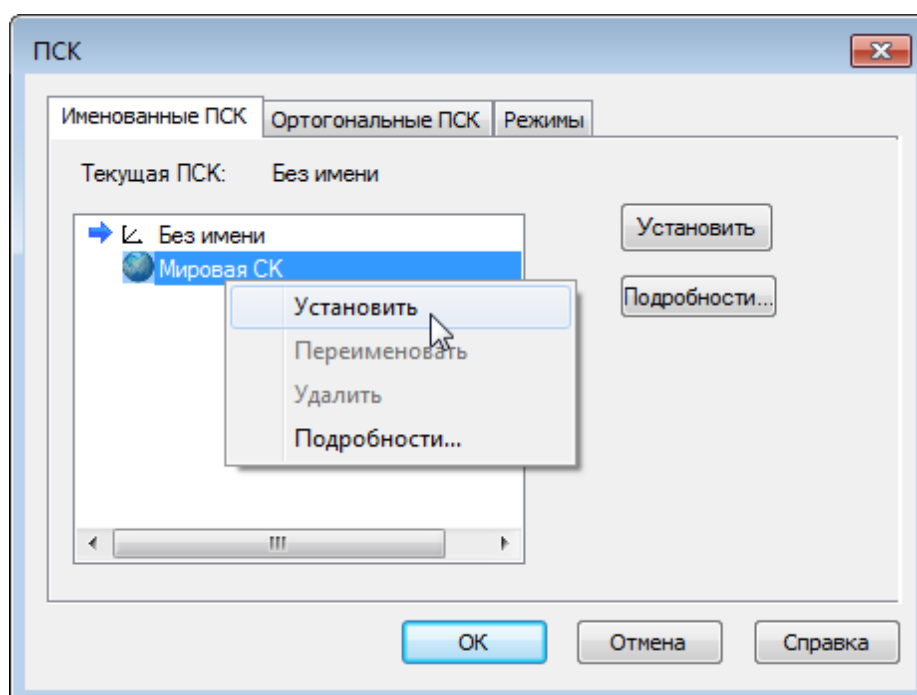 ПСК
Именованные ПСК Ортогональные ПСК Режимы
Текущая ПСК: Без имени
Без имени
Мировая СК
Установить
Переименовать
Удалить
Подробности...
Установить
Подробности...
ОК Отмена Справка